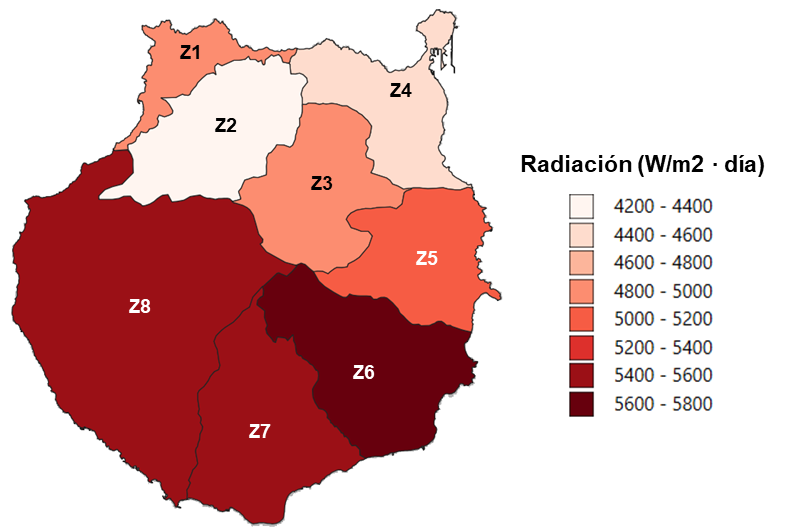 Z1
Z4
Z2
Z3
Z5
Z8
Z6
Z7
Radiación (W/m2 · día)
4200 - 4400
4400 - 4600
4600 - 4800
4800 - 5000
5000 - 5200
5200 - 5400
5400 - 5600
5600 - 5800